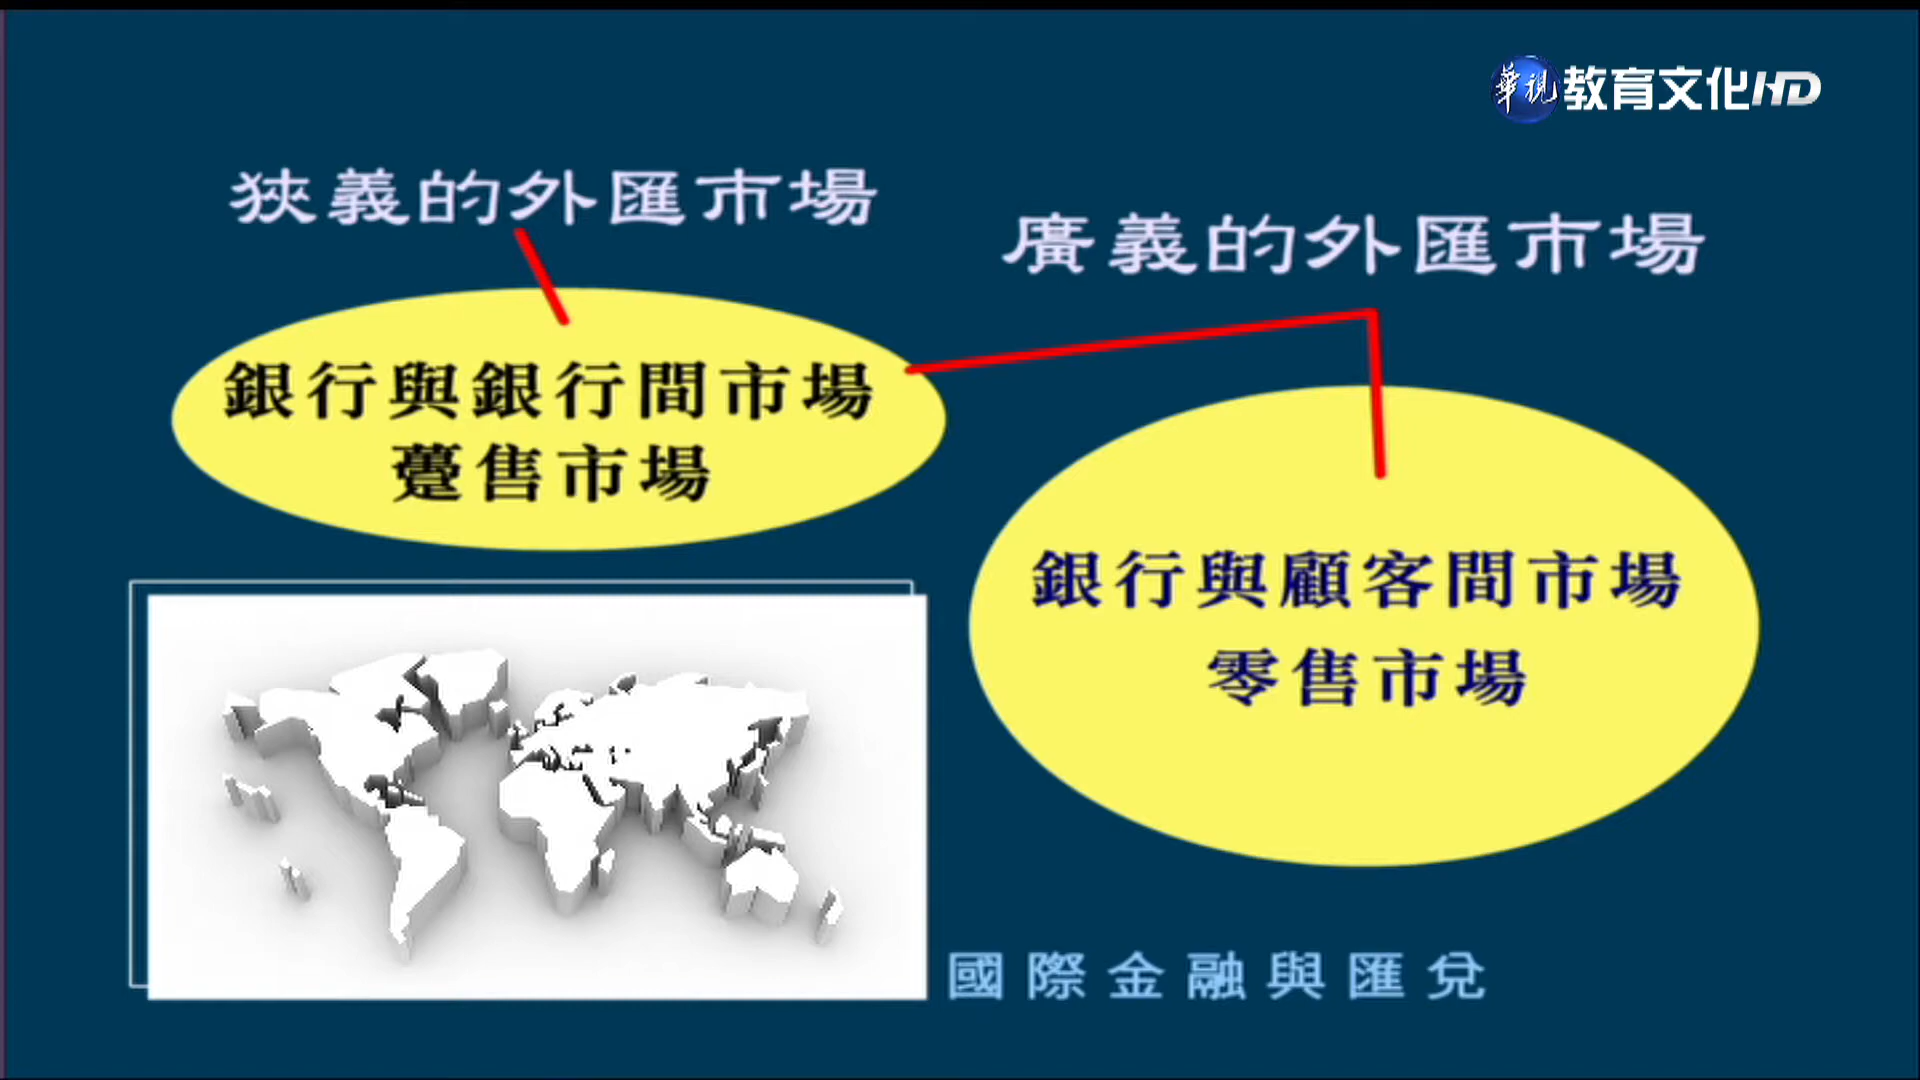 華視 教育文化HD
狹義的外匯市場
廣義的外匯市場
銀行與銀行間市場
躉售市場
銀行與顧客間市場
零售市場
國際金融與匯兌